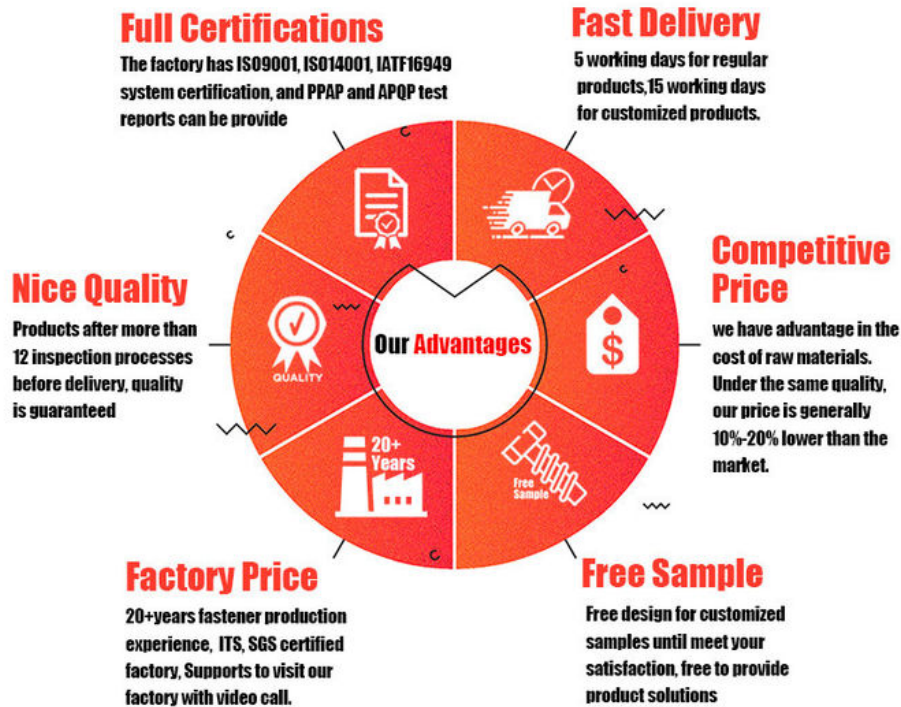 Full Certifications
The factory has ISO9001, ISO14001, IATF16949
system certification, and PPAP and APQP test
reports can be provide
Fast Delivery
5 working days for regular
products,15 working days
for customized products.
Nice Quality
Products after more than
12 inspection processes
before delivery, quality
is guaranteed
QUALITY
Our Advantages
$
Competitive
Price
we have advantage in the
cost of raw materials.
Under the same quality,
our price is generally
10%-20% lower than the
market.
20+
Years
Free
Sample
Factory Price
20+years fastener production
experience, ITS, SGS certified
factory, Supports to visit our
factory with video call.
Free Sample
Free design for customized
samples until meet your
satisfaction, free to provide
product solutions